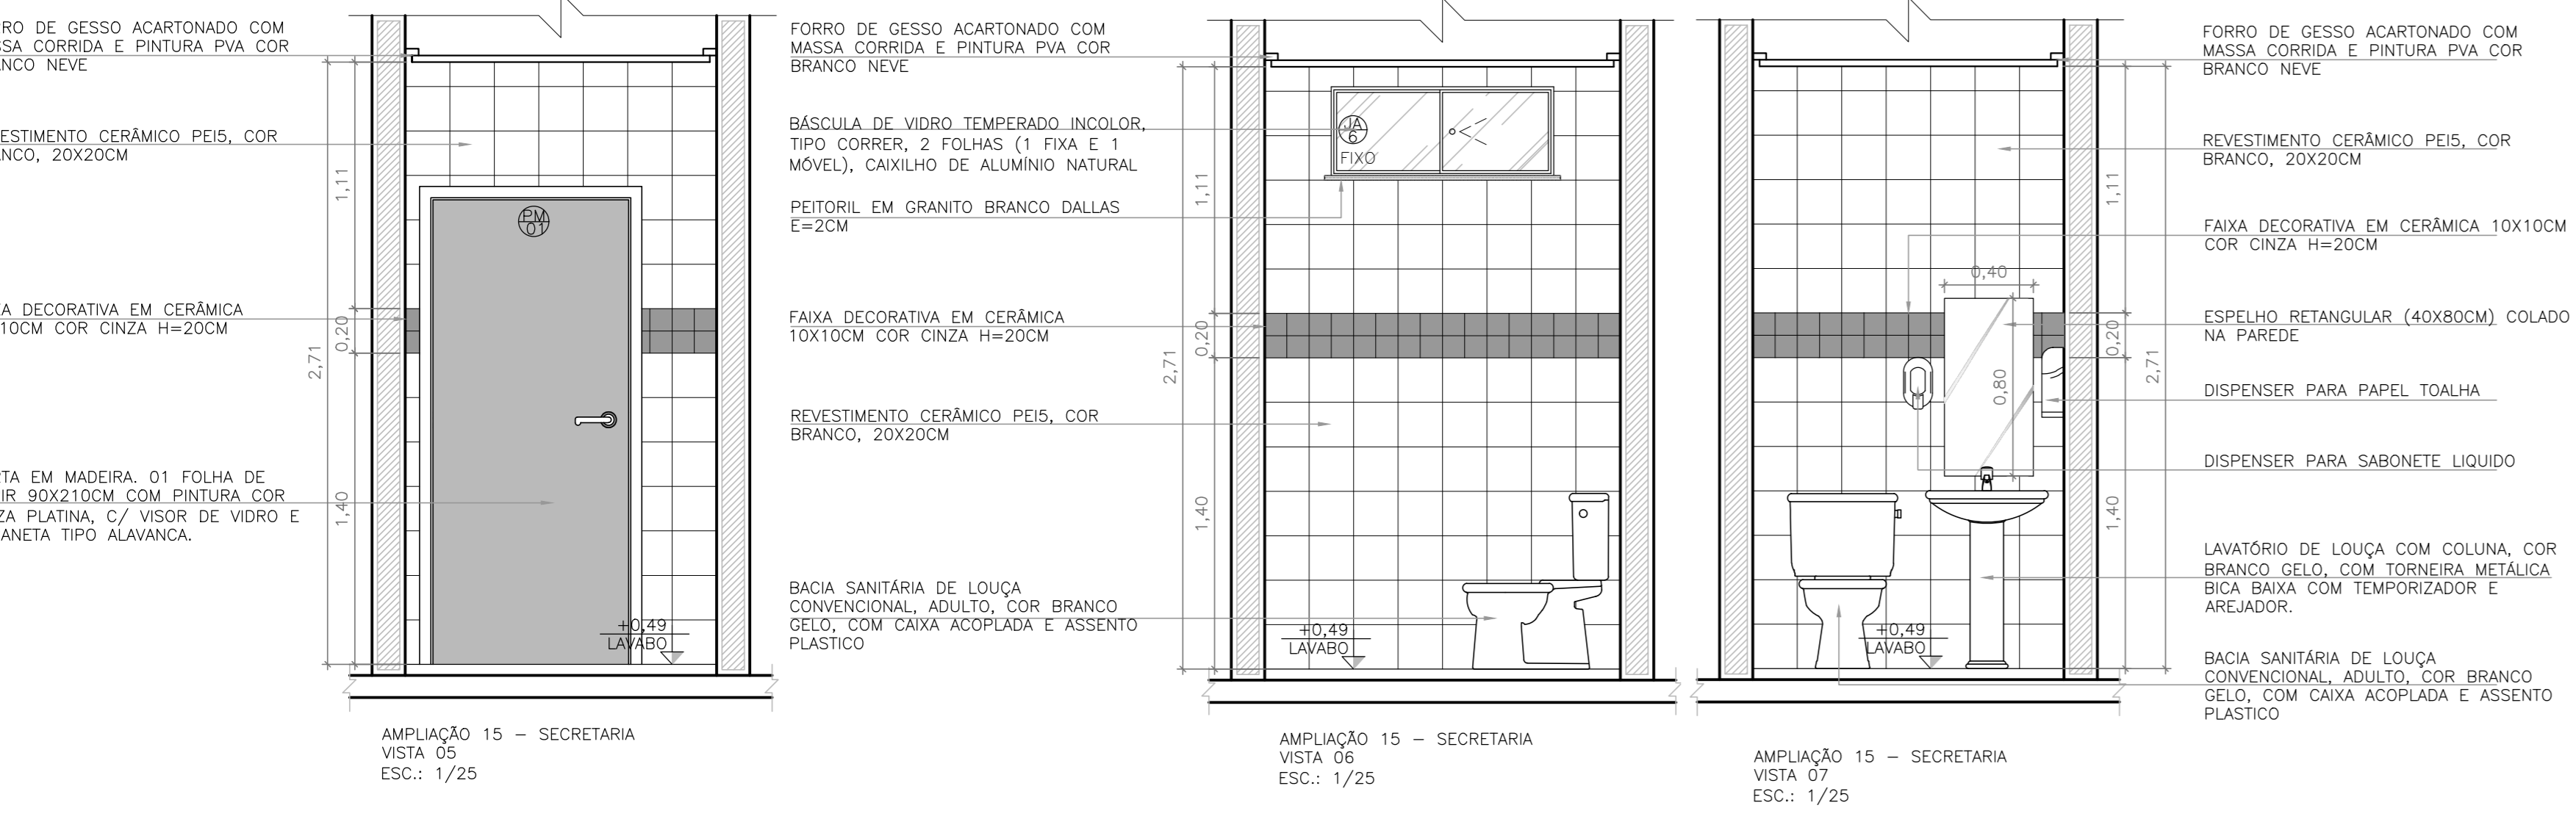 RO DE GESSO ACARTONADO COM
SSA CORRIDA E PINTURA PVA COR
ANCO NEVE
ESTIMENTO CERÂMICO PEI5, COR
ANCO, 20X20CM
A DECORATIVA EM CERÂMICA
10CM COR CINZA H=20CM
RTA EM MADEIRA. 01 FOLHA DE
IR 90X210CM COM PINTURA COR
ZA PLATINA, C/ VISOR DE VIDRO E
ANETA TIPO ALAVANCA.
2,71
1,11
0,20
1,40
PM
01
+0,49
LAVABO
AMPLIAÇÃO 15 – SECRETARIA
VISTA 05
ESC.: 1/25
FORRO DE GESSO ACARTONADO COM
MASSA CORRIDA E PINTURA PVA COR
BRANCO NEVE
BÁSCULA DE VIDRO TEMPERADO INCOLOR,
TIPO CORRER, 2 FOLHAS (1 FIXA E 1
MÓVEL), CAIXILHO DE ALUMÍNIO NATURAL
PEITORIL EM GRANITO BRANCO DALLAS
E=2CM
FAIXA DECORATIVA EM CERÂMICA
10X10CM COR CINZA H=20CM
REVESTIMENTO CERÂMICO PEI5, COR
BRANCO, 20X20CM
BACIA SANITÁRIA DE LOUÇA
CONVENCIONAL, ADULTO, COR BRANCO
GELO, COM CAIXA ACOPLADA E ASSENTO
PLASTICO
2,71
1,11
0,20
1,40
JA
6
FIXO
+0,49
LAVABO
AMPLIAÇÃO 15 – SECRETARIA
VISTA 06
ESC.: 1/25
0,40
0,80
+0,49
LAVABO
1,11
0,20
1,40
2,71
FORRO DE GESSO ACARTONADO COM
MASSA CORRIDA E PINTURA PVA COR
BRANCO NEVE
REVESTIMENTO CERÂMICO PEI5, COR
BRANCO, 20X20CM
FAIXA DECORATIVA EM CERÂMICA 10X10CM
COR CINZA H=20CM
ESPELHO RETANGULAR (40X80CM) COLADO
NA PAREDE
DISPENSER PARA PAPEL TOALHA
DISPENSER PARA SABONETE LIQUIDO
LAVATÓRIO DE LOUÇA COM COLUNA, COR
BRANCO GELO, COM TORNEIRA METÁLICA
BICA BAIXA COM TEMPORIZADOR E
AREJADOR.
BACIA SANITÁRIA DE LOUÇA
CONVENCIONAL, ADULTO, COR BRANCO
GELO, COM CAIXA ACOPLADA E ASSENTO
PLASTICO
AMPLIAÇÃO 15 – SECRETARIA
VISTA 07
ESC.: 1/25